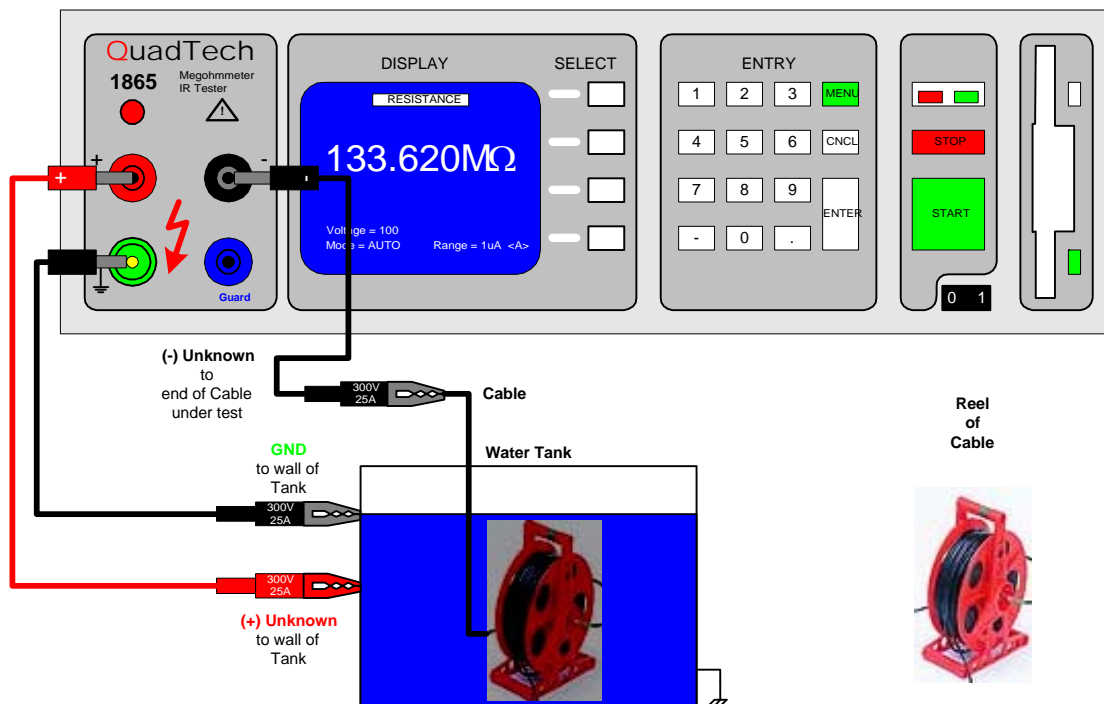 QuadTech
1865
Megohmmeter
IR Tester
!
+
-
+
-
Guard
DISPLAY
RESISTANCE
133.620MΩ
Voltage = 100
Mode = AUTO
Range = 1uA <A>
SELECT
ENTRY
1 2 3 MENU
4 5 6 CNCL
7 8 9
ENTER
- 0 .
STOP
START
0 1
(-) Unknown
to
end of Cable
under test
300V
25A
Cable
Reel
of
Cable
GND
to wall of
Tank
Water Tank
300V
25A
300V
25A
(+) Unknown
to wall of
Tank